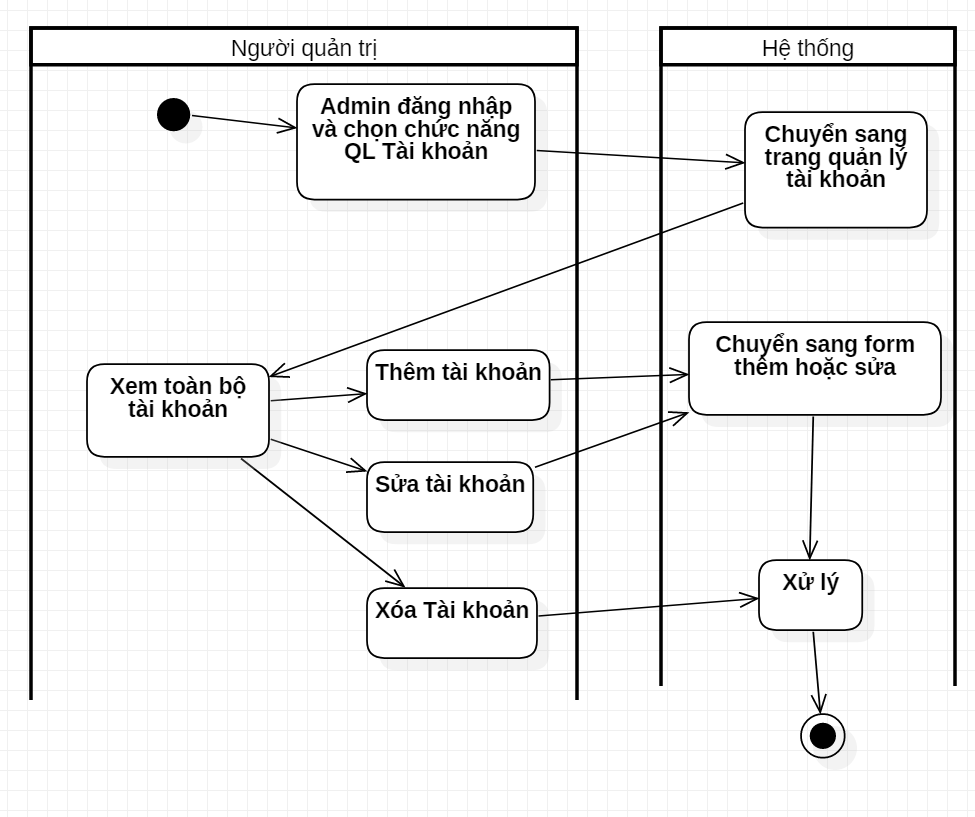 Người quản trị
Hệ thống
Admin đăng nhập
và chọn chức năng
QL Tài khoản
Chuyển sang
trang quản lý
tài khoản
Xem toàn bộ
tài khoản
Thêm tài khoản
Chuyển sang form
thêm hoặc sửa
Sửa tài khoản
Xóa Tài khoản
Xử lý